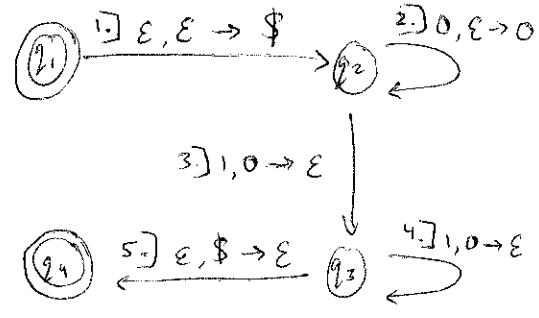 1.] ε, ε → $
2.] 0, ε → 0
q1
q2
3.] 1, 0 → ε
4.] 1, 0 → ε
5.] ε, $ → ε
q4
q3